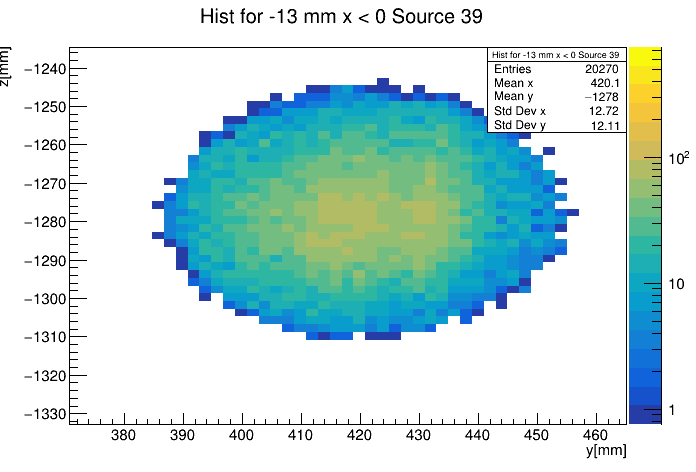 Hist for -13 mm x < 0 Source 39
z[mm]
−1240
−1250
−1260
−1270
−1280
−1290
−1300
−1310
−1320
−1330
Hist for -13 mm x < 0 Source 39
Entries 20270
Mean x 420.1
Mean y −1278
Std Dev x 12.72
Std Dev y 12.11
10²
10
1
380 390 400 410 420 430 440 450 460
y[mm]